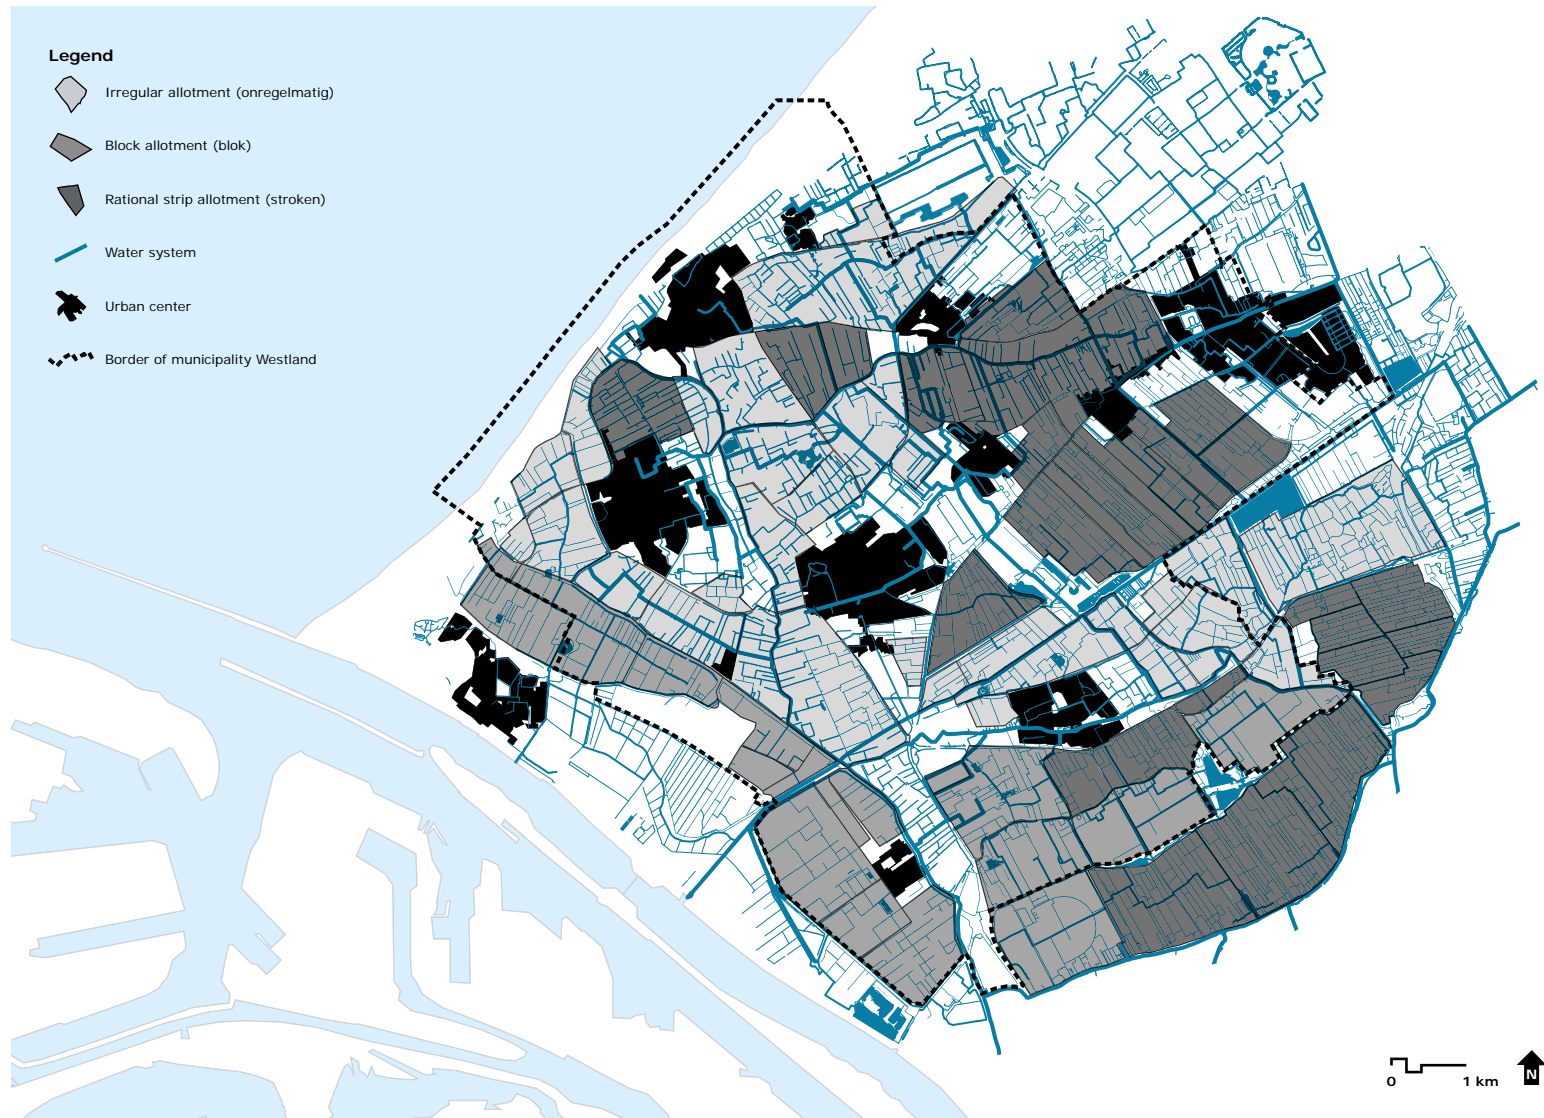 Legend
Irregular allotment (onregelmatig)
Block allotment (blok)
Rational strip allotment (stroken)
Water system
Urban center
Border of municipality Westland
0 1 km
N